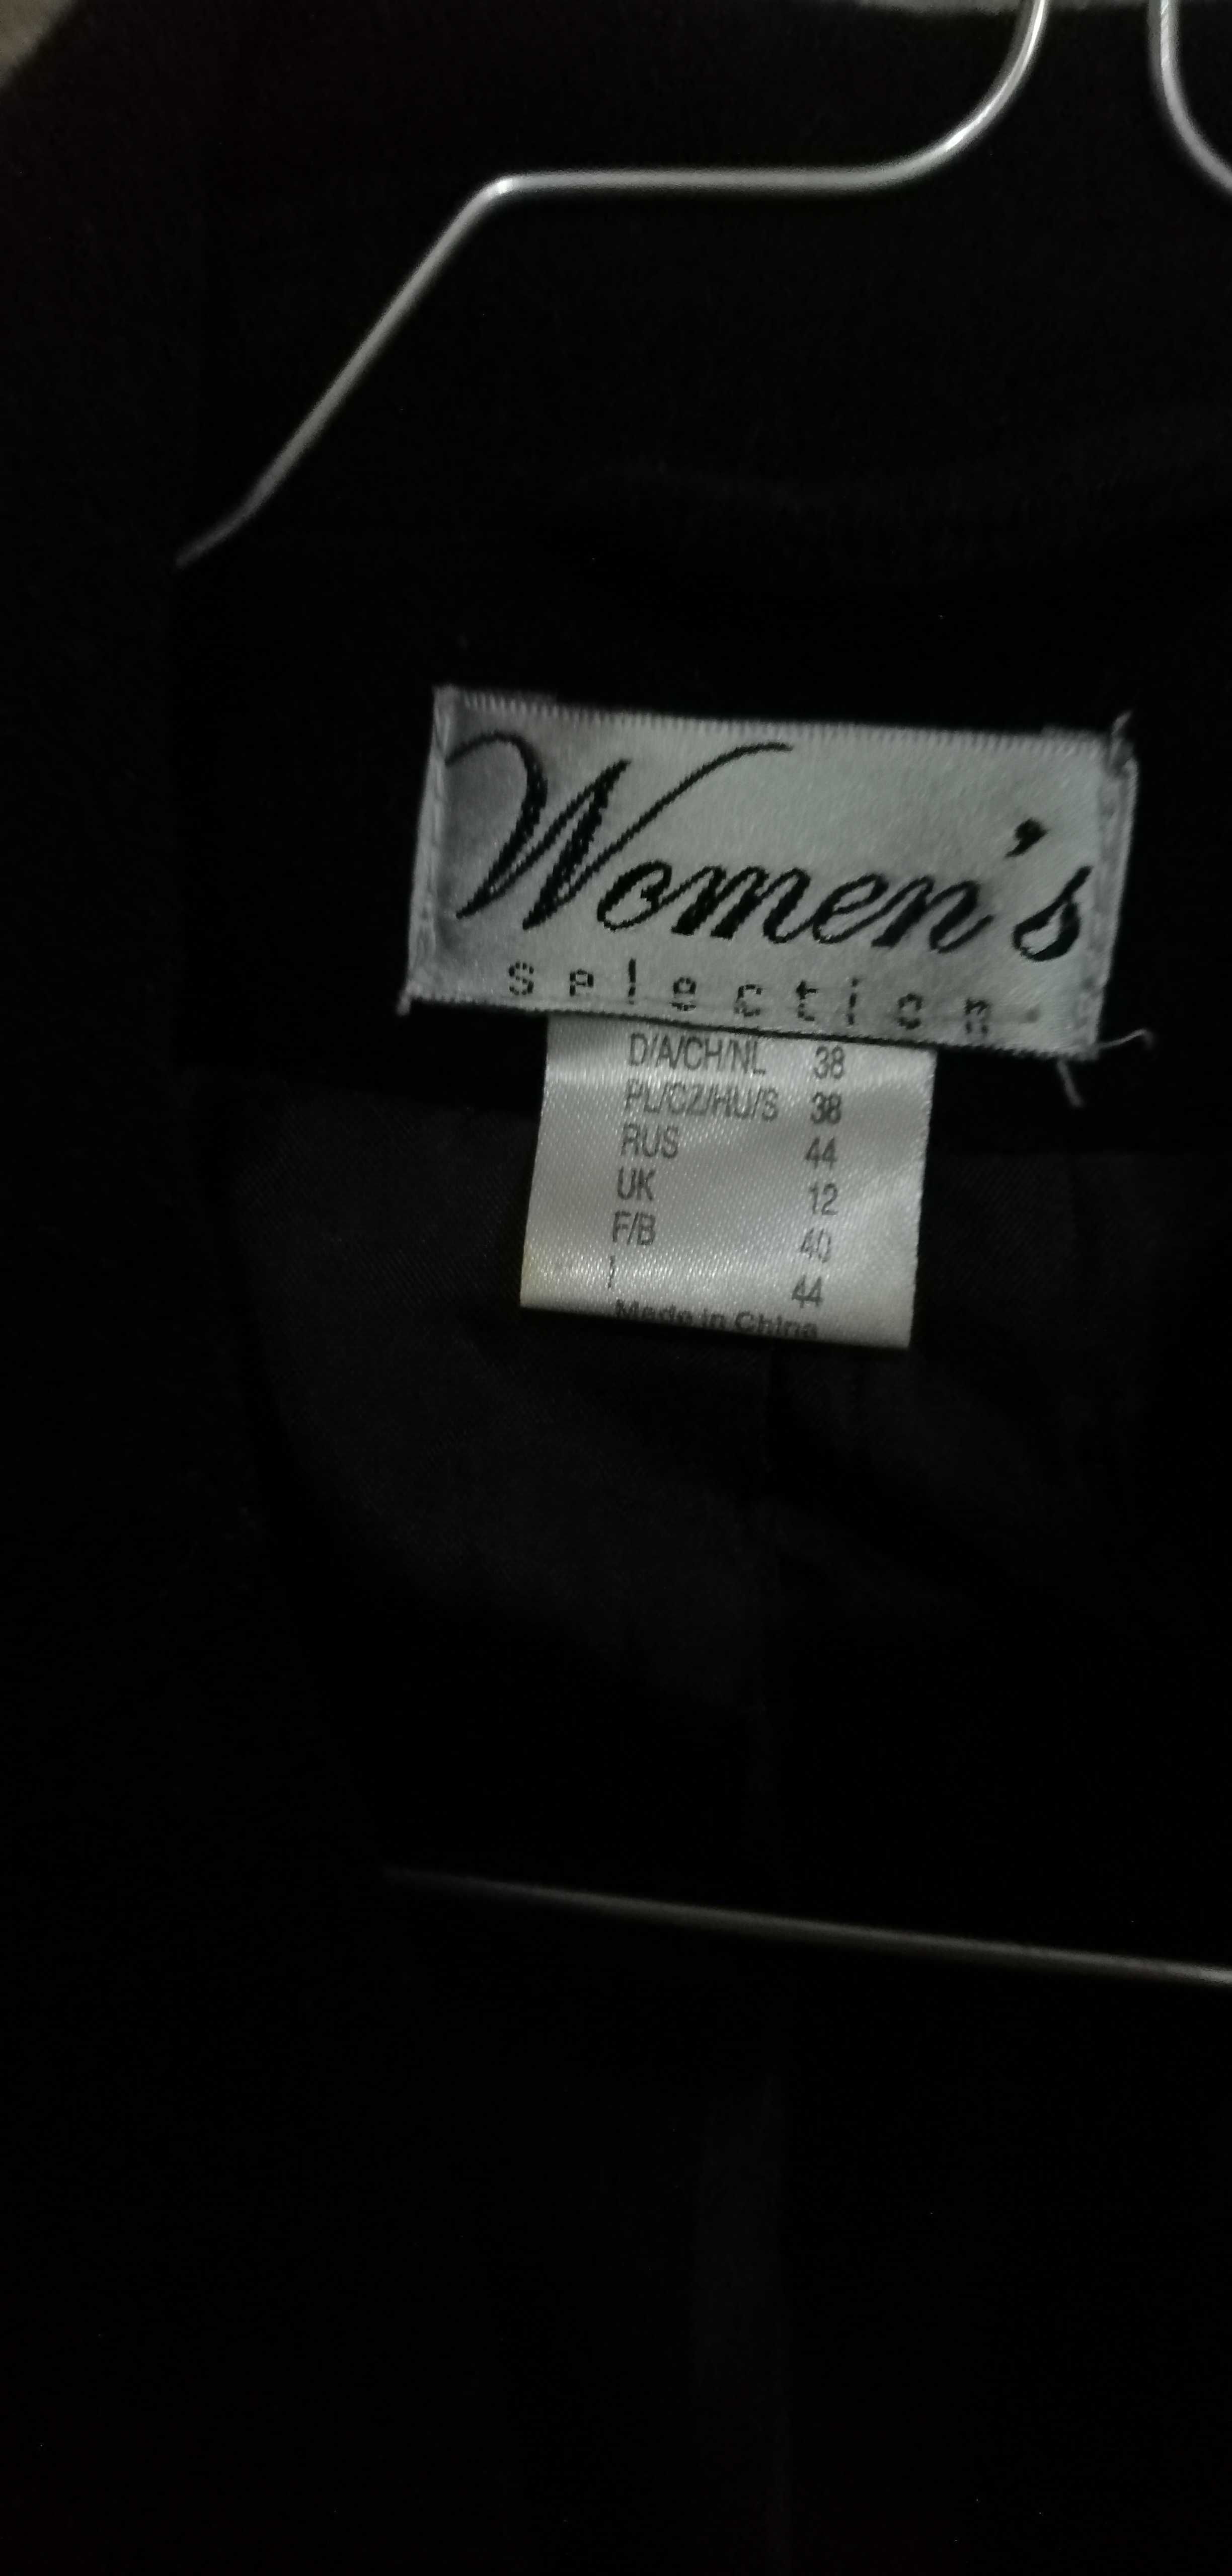 Women's
Selection
D/A/CH/NL 38
PL/CZ/HU/S 38
RUS 44
UK 12
F/B 40
I 44
Made in China